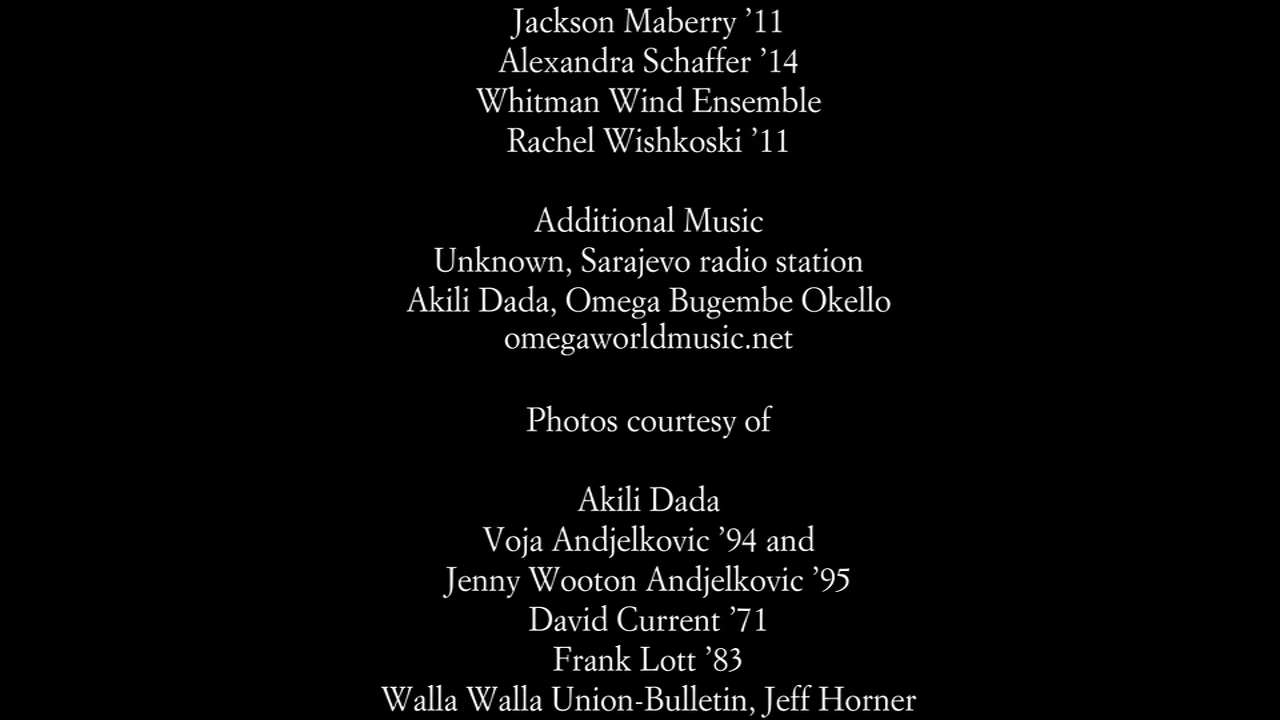 Jackson Maberry ’11
Alexandra Schaffer ’14
Whitman Wind Ensemble
Rachel Wishkoski ’11
Additional Music
Unknown, Sarajevo radio station
Akili Dada, Omega Bugembe Okello
omegaworldmusic.net
Photos courtesy of
Akili Dada
Voja Andjelkovic ’94 and
Jenny Wooton Andjelkovic ’95
David Current ’71
Frank Lott ’83
Walla Walla Union-Bulletin, Jeff Horner